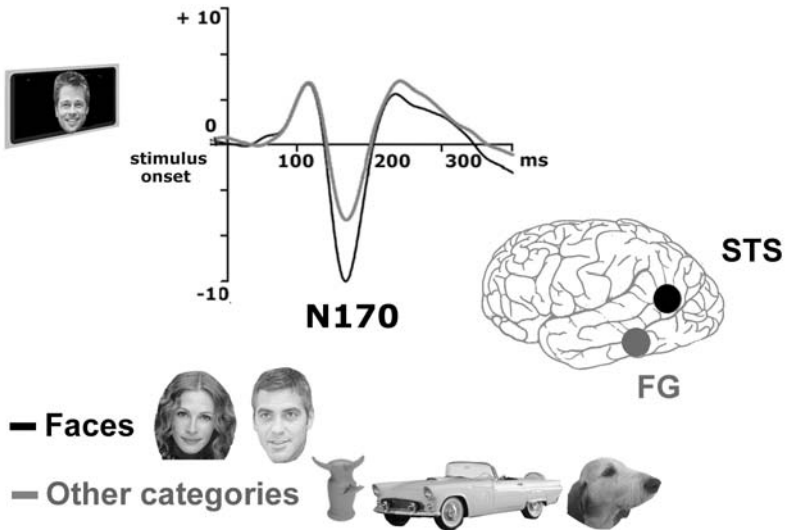 + 10
0
stimulus
onset
100
200
300
ms
-10
N170
STS
FG
Faces
Other categories